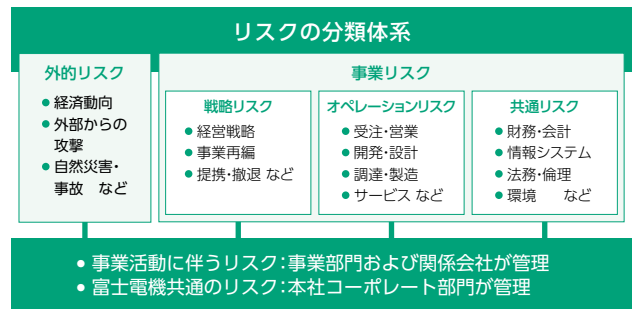 リスクの分類体系
外的リスク
• 経済動向
• 外部からの
攻撃
• 自然災害・
事故 など
事業リスク
戦略リスク
• 経営戦略
• 事業再編
• 提携・撤退 など
オペレーションリスク
• 受注・営業
• 開発・設計
• 調達・製造
• サービス など
共通リスク
• 財務・会計
• 情報システム
• 法務・倫理
• 環境 など
• 事業活動に伴うリスク：事業部門および関係会社が管理
• 富士電機共通のリスク：本社コーポレート部門が管理